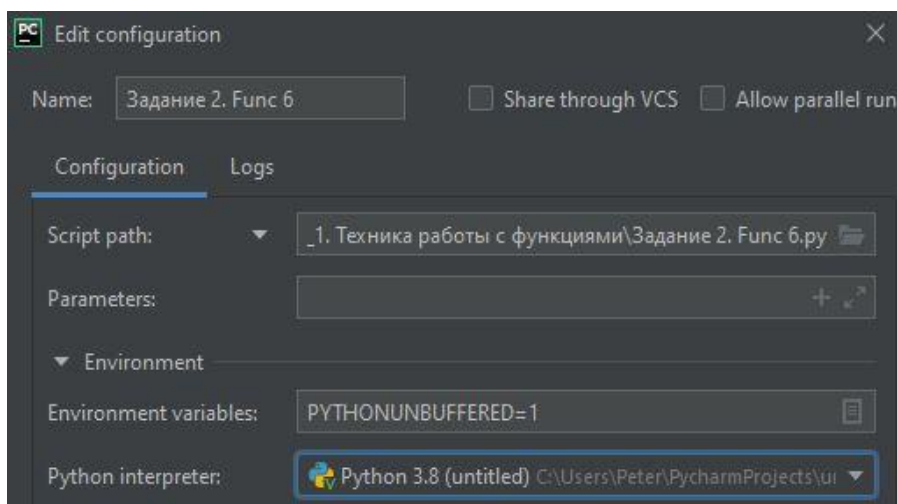 PC Edit configuration
Name: Задание 2. Func 6 Share through VCS Allow parallel run
Configuration Logs
Script path: _1. Техника работы с функциями\Задание 2. Func 6.py
Parameters:
Environment
Environment variables: PYTHONUNBUFFERED=1
Python interpreter: Python 3.8 (untitled) C:\Users\Peter\PycharmProjects\